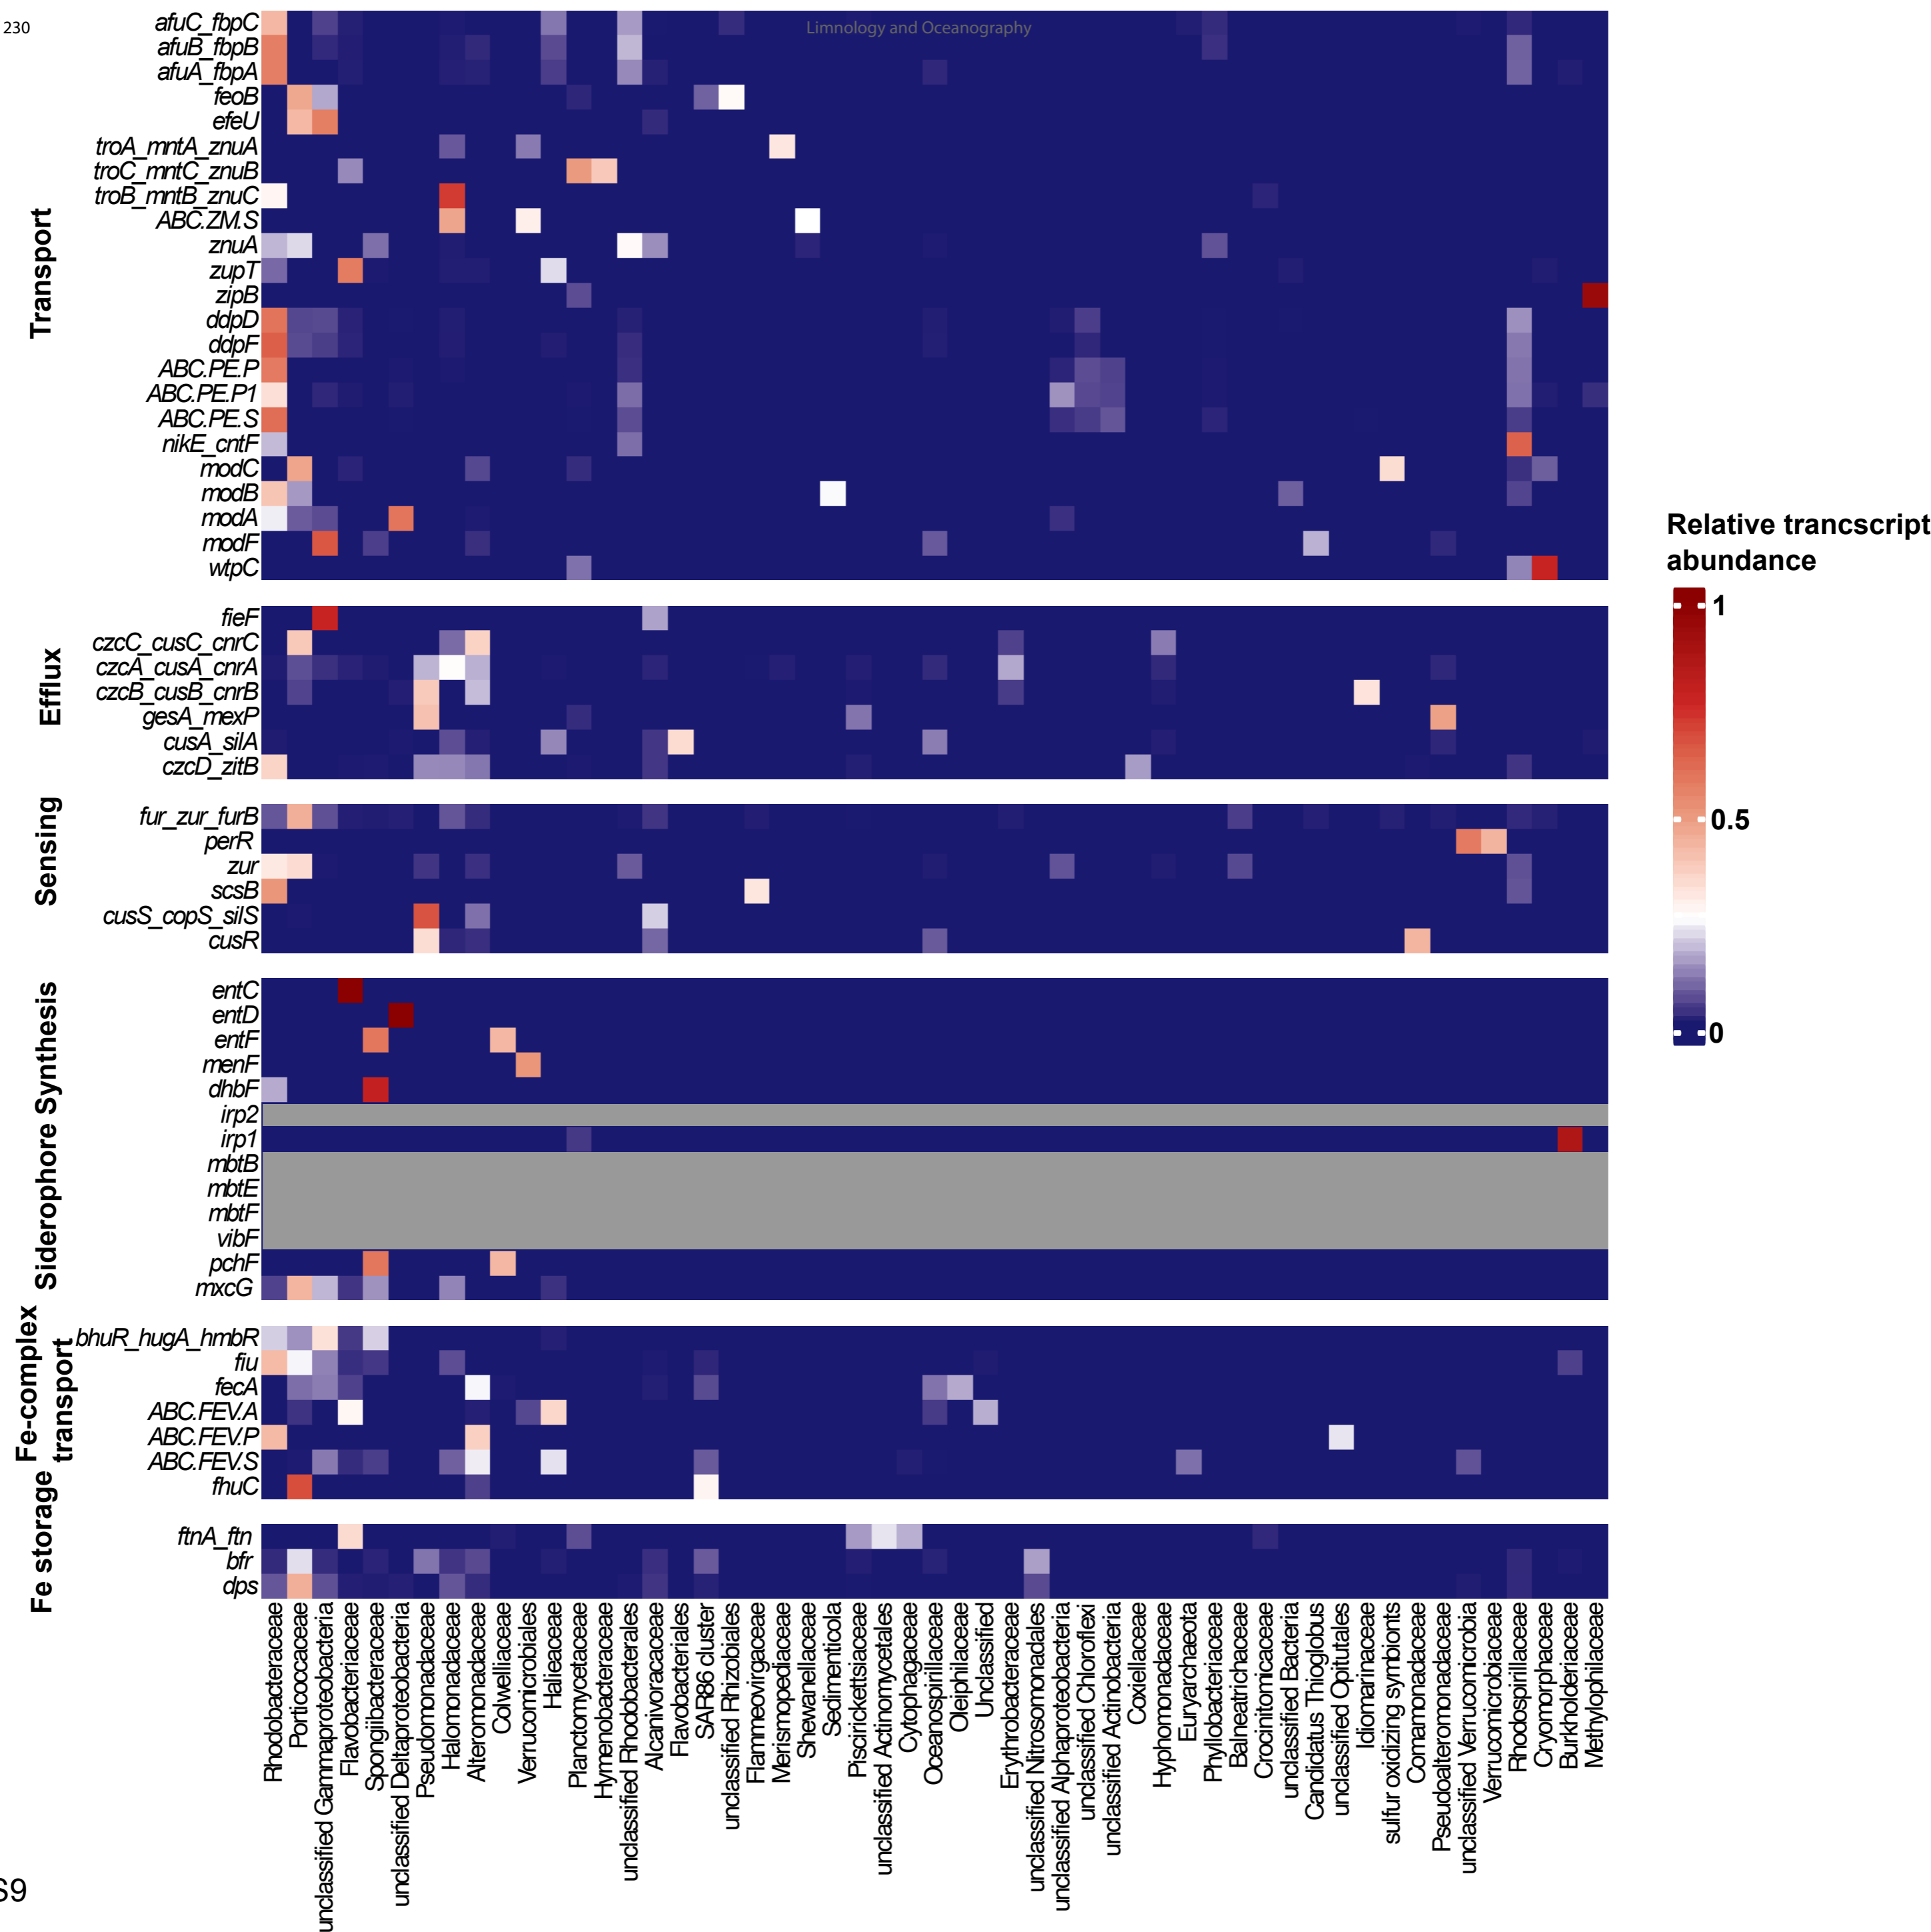 230
Limnology and Oceanography
Transport
afuC_fbpC
afuB_fbpB
afuA_fbpA
feoB
efeU
troA_mntA_znuA
troC_mntC_znuB
troB_mntB_znuC
ABC.ZM.S
znuA
zupT
zipB
ddpD
ddpF
ABC.PE.P
ABC.PE.P1
ABC.PE.S
nikE_cntF
modC
modB
modA
modF
wtpC
Efflux
fieF
czcC_cusC_cnrC
czcA_cusA_cnrA
czcB_cusB_cnrB
gesA_mexP
cusA_silA
czcD_zitB
Sensing
fur_zur_furB
perR
zur
scsB
cusS_copS_silS
cusR
Siderophore Synthesis
entC
entD
entF
menF
dhbF
irp2
irp1
mbtB
mbtE
mbtF
vibF
pchF
mxcG
Fe-complex
transport
bhuR_hugA_hmbR
fiu
fecA
ABC.FEV.A
ABC.FEV.P
ABC.FEV.S
fhuC
Fe storage
ftnA_ftn
bfr
dps
Rhodobacteraceae
Porticoccaceae
unclassified Gammaproteobacteria
Flavobacteriaceae
Spongiibacteraceae
unclassified Deltaproteobacteria
Pseudomonadaceae
Halomonadaceae
Alteromonadaceae
Colwelliaceae
Verrucomicrobiales
Halieaceae
Planctomycetaceae
Hymenobacteraceae
unclassified Rhodobacterales
Alcanivoracaceae
Flavobacteriales
SAR86 cluster
unclassified Rhizobiales
Flammeovirgaceae
Merismopediaceae
Shewanellaceae
Sedimenticola
Piscirickettsiaceae
unclassified Actinomycetales
Cytophagaceae
Oceanospirillaceae
Oleiphilaceae
Unclassified
Erythrobacteraceae
unclassified Nitrosomonadales
unclassified Alphaproteobacteria
unclassified Chloroflexi
unclassified Actinobacteria
Coxiellaceae
Hyphomonadaceae
Euryarchaeota
Phyllobacteriaceae
Balneatrichaceae
Crocinitomicaceae
unclassified Bacteria
Candidatus Thioglobus
unclassified Opitutales
Idiomarinaceae
sulfur oxidizing symbionts
Comamonadaceae
Pseudoalteromonadaceae
unclassified Verrucomicrobia
Verrucomicrobiaceae
Rhodospirillaceae
Cryomorphaceae
Burkholderiaceae
Methylophilaceae
Relative trancscript
abundance
1
0.5
0
S9